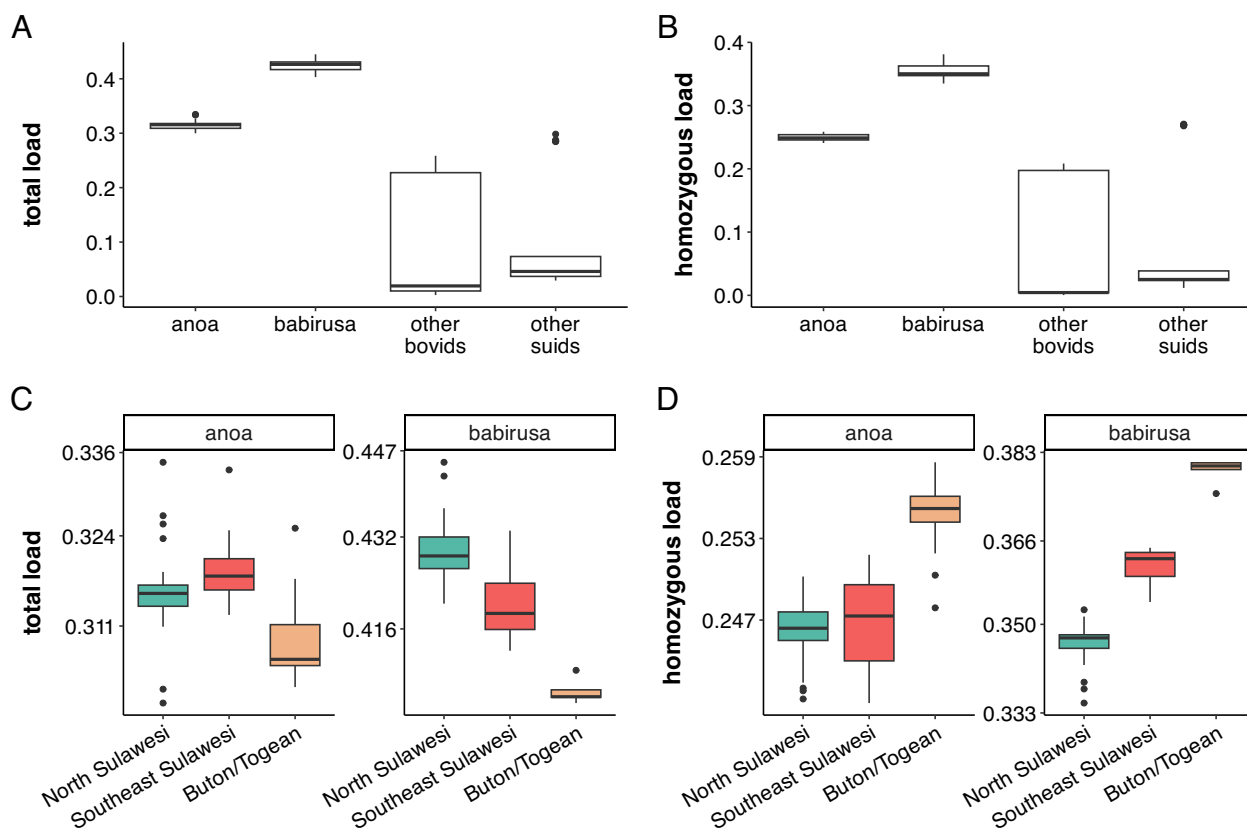 A
total load
0.4
0.3
0.2
0.1
0.0
anoa
babirusa
other
bovids
other
suids
B
homozygous load
0.4
0.3
0.2
0.1
0.0
anoa
babirusa
other
bovids
other
suids
C
total load
anoa
0.336
0.324
0.311
North Sulawesi
Southeast Sulawesi
Buton/Togean
babirusa
0.447
0.432
0.416
North Sulawesi
Southeast Sulawesi
Buton/Togean
D
homozygous load
anoa
0.259
0.253
0.247
North Sulawesi
Southeast Sulawesi
Buton/Togean
babirusa
0.383
0.366
0.350
0.333
North Sulawesi
Southeast Sulawesi
Buton/Togean